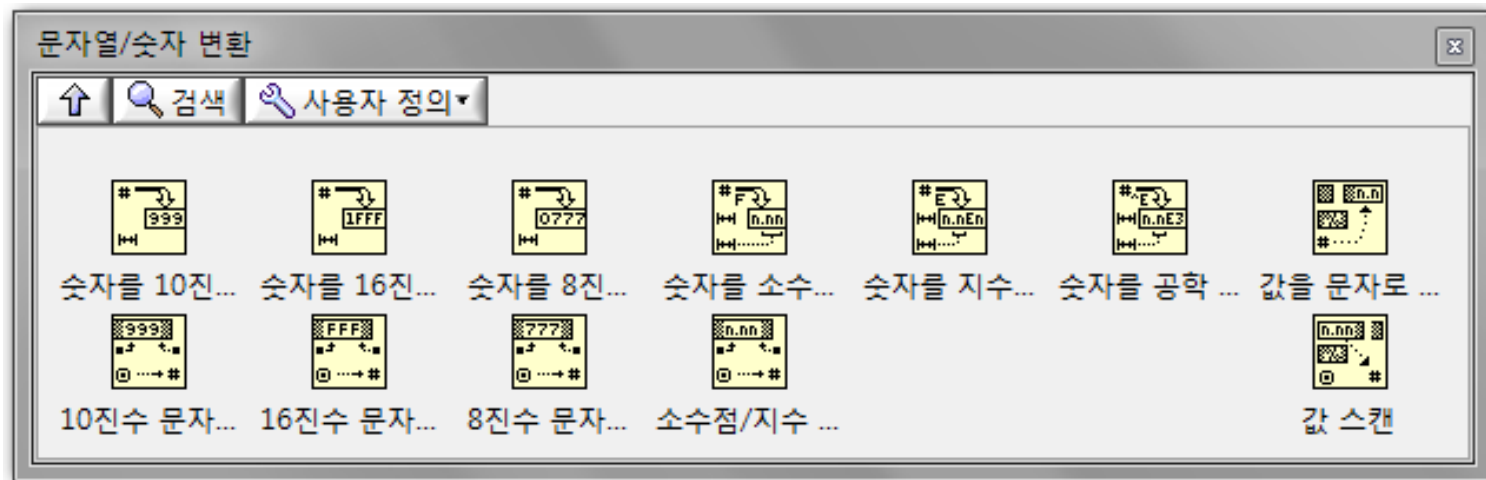 문자열/숫자 변환
검색 사용자 정의
# 999 # 1FFF # 0777 # F n.nn # E n.nEn # ^E n.nE3 n.n %3 #
숫자를 10진... 숫자를 16진... 숫자를 8진... 숫자를 소수... 숫자를 지수... 숫자를 공학 ... 값을 문자로 ...
999 # FFF # 777 # n.nn # n.nn %3 #
10진수 문자... 16진수 문자... 8진수 문자... 소수점/지수 ... 값 스캔